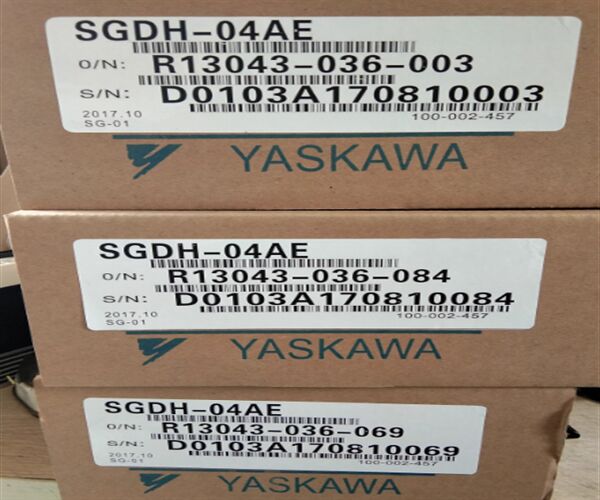 SGDH-04AE
O/N: R13043-036-003
S/N: D0103A170810003
2017.10
SG-01 100-002-457
YASKAWA
SGDH-04AE
O/N: R13043-036-084
S/N: D0103A170810084
2017.10 100-002-457
SG-01
YASKAWA
SGDH-04AE
O/N: R13043-036-069
S/N: D0103A170810069
2017.10
SG-01 100-002-457
YASKAWA